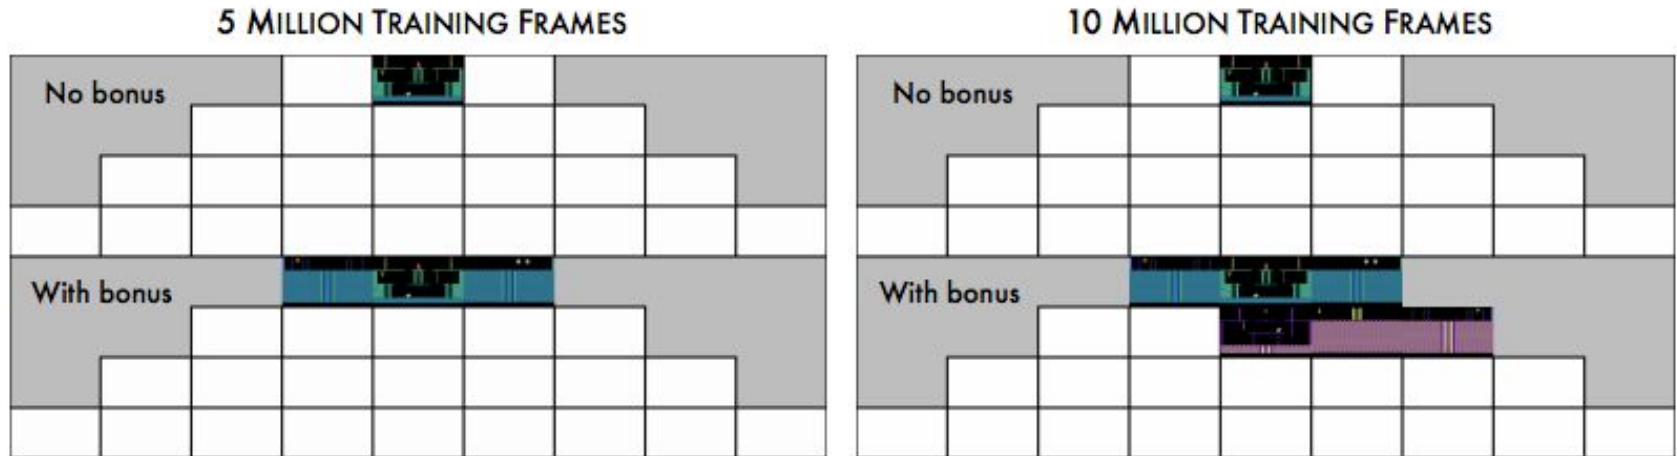 5 MILLION TRAINING FRAMES
10 MILLION TRAINING FRAMES
No bonus
No bonus
With bonus
With bonus